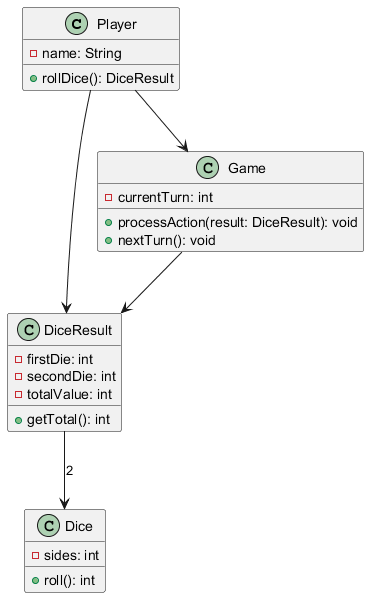 C Player
name: String
rollDice(): DiceResult
C Game
currentTurn: int
processAction(result: DiceResult): void
nextTurn(): void
C DiceResult
firstDie: int
secondDie: int
totalValue: int
getTotal(): int
2
C Dice
sides: int
roll(): int